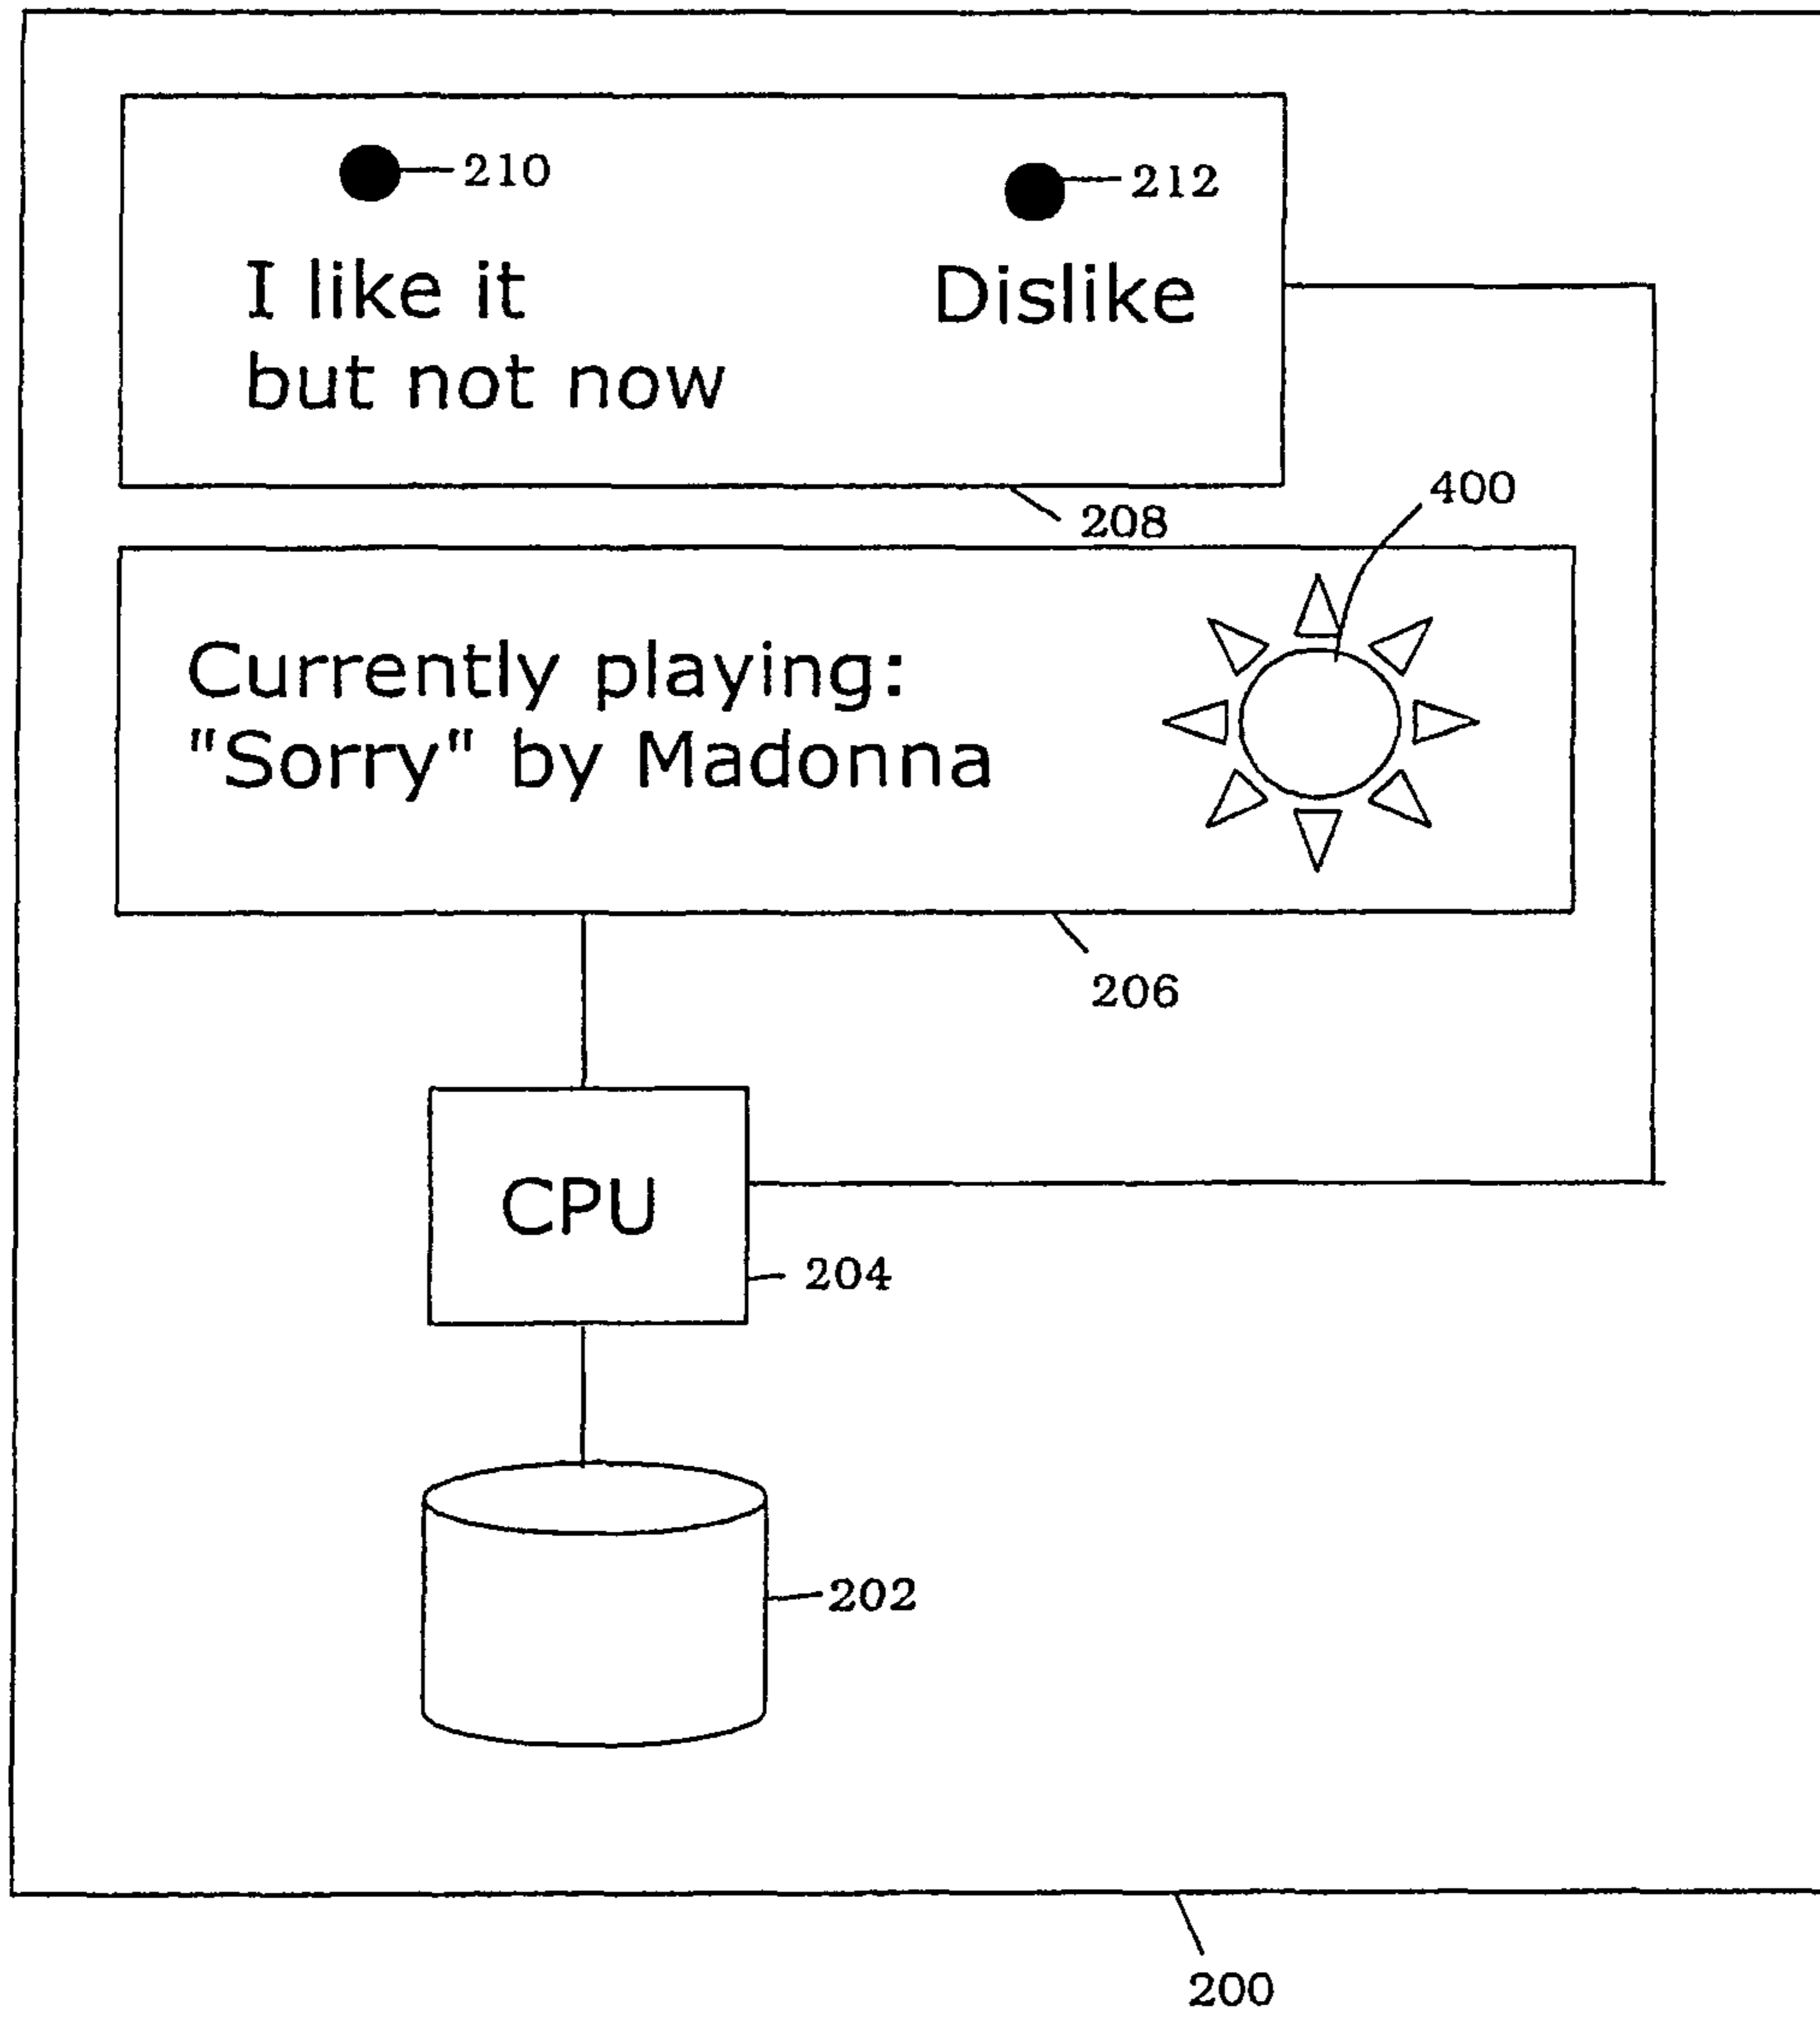 210
212
I like it
but not now
Dislike
400
208
Currently playing:
"Sorry" by Madonna
206
CPU
204
202
200